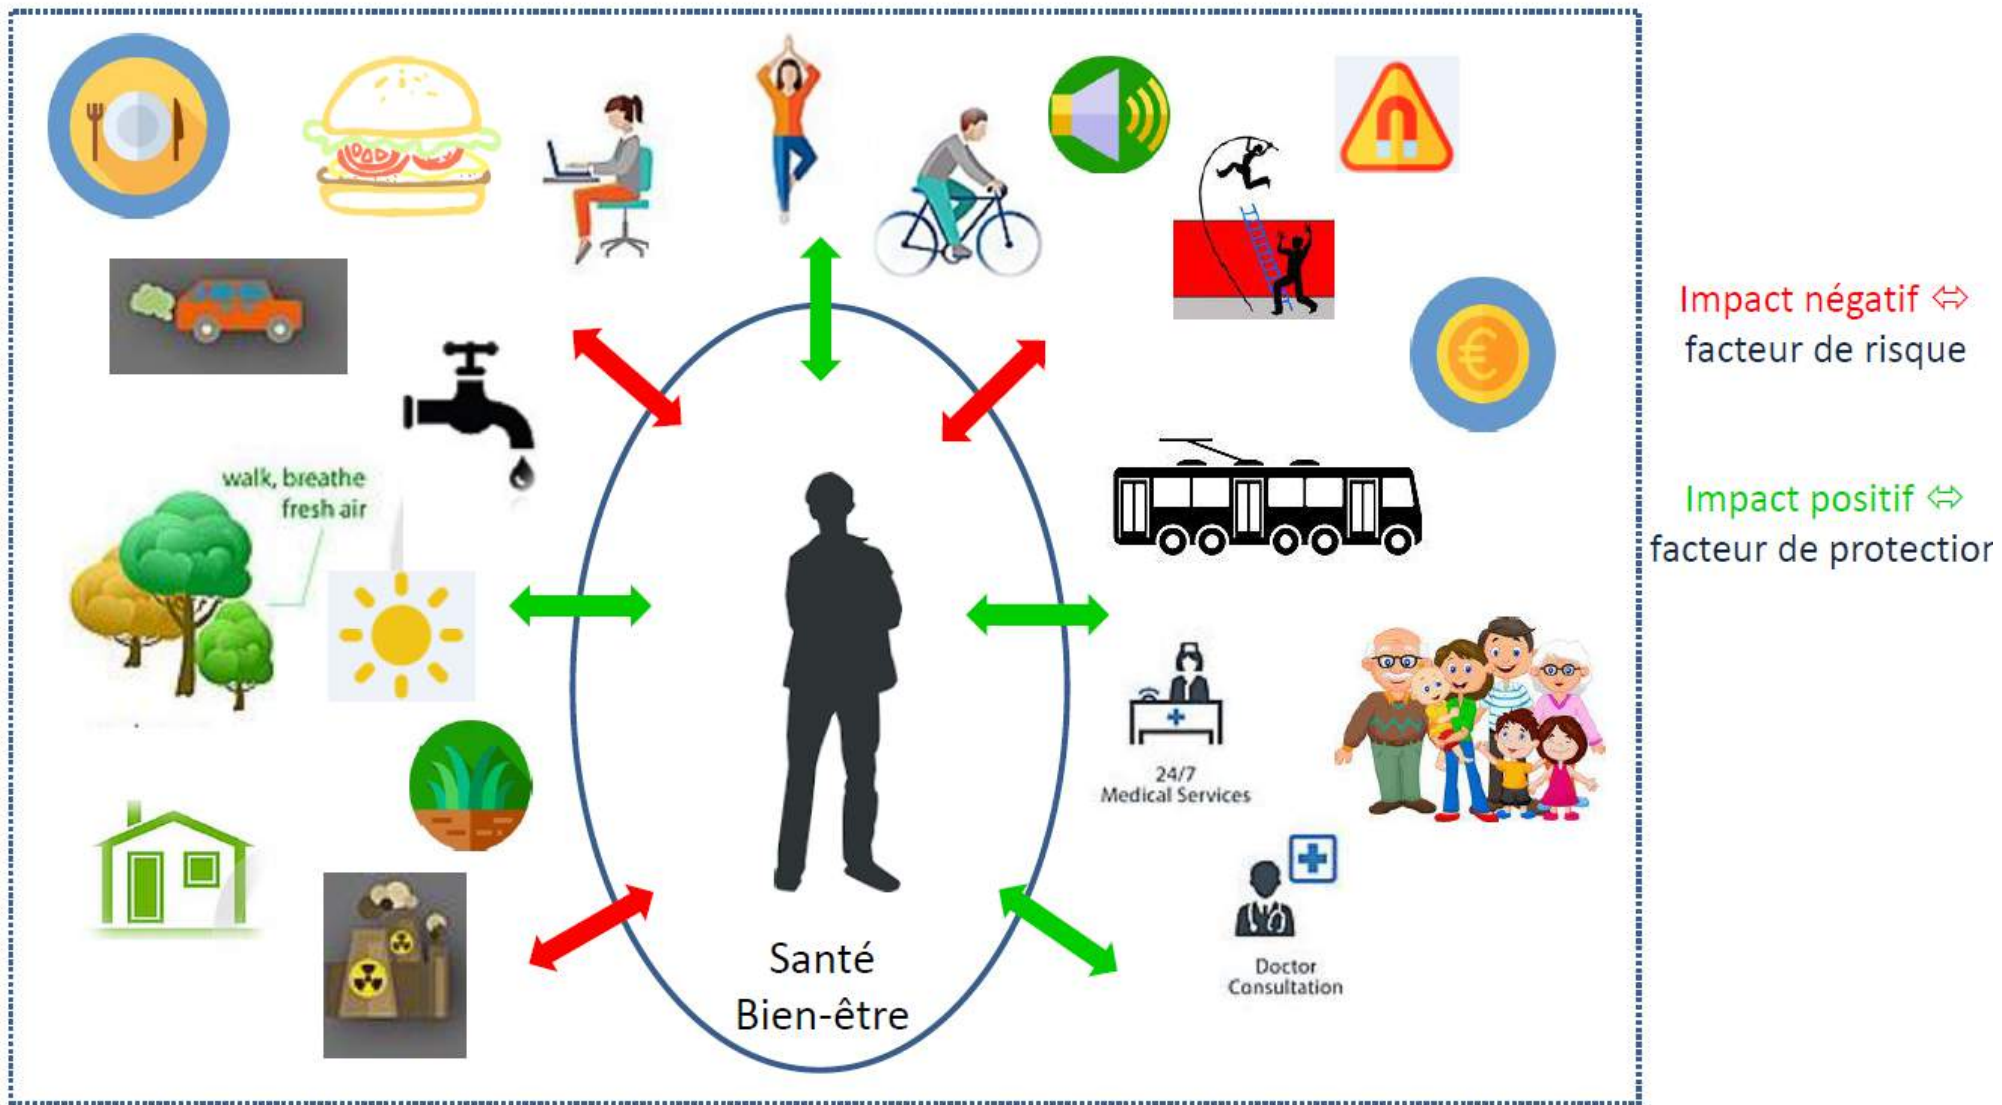 walk, breathe
fresh air
€
24/7
Medical Services
Doctor
Consultation
Santé
Bien-être
Impact négatif ⇔
facteur de risque
Impact positif ⇔
facteur de protection